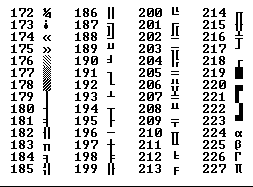 172 ¼ 186 ║ 200 ╚ 214 ╓
173 ¡ 187 ╗ 201 ╔ 215 ╫
174 « 188 ╝ 202 ╩ 216 ╪
175 » 189 ╜ 203 ╦ 217 ┘
176 ░ 190 ╛ 204 ╠ 218 ┌
177 ▒ 191 ┐ 205 ═ 219 █
178 ▓ 192 └ 206 ╬ 220 ▄
179 │ 193 ┴ 207 ╧ 221 ▌
180 ┤ 194 ┬ 208 ╨ 222 ▐
181 ╡ 195 ├ 209 ╤ 223 ▀
182 ╢ 196 ─ 210 ╥ 224 α
183 ╖ 197 ┼ 211 ╙ 225 β
184 ╕ 198 ╞ 212 ╘ 226 Γ
185 ╣ 199 ╟ 213 ╒ 227 π